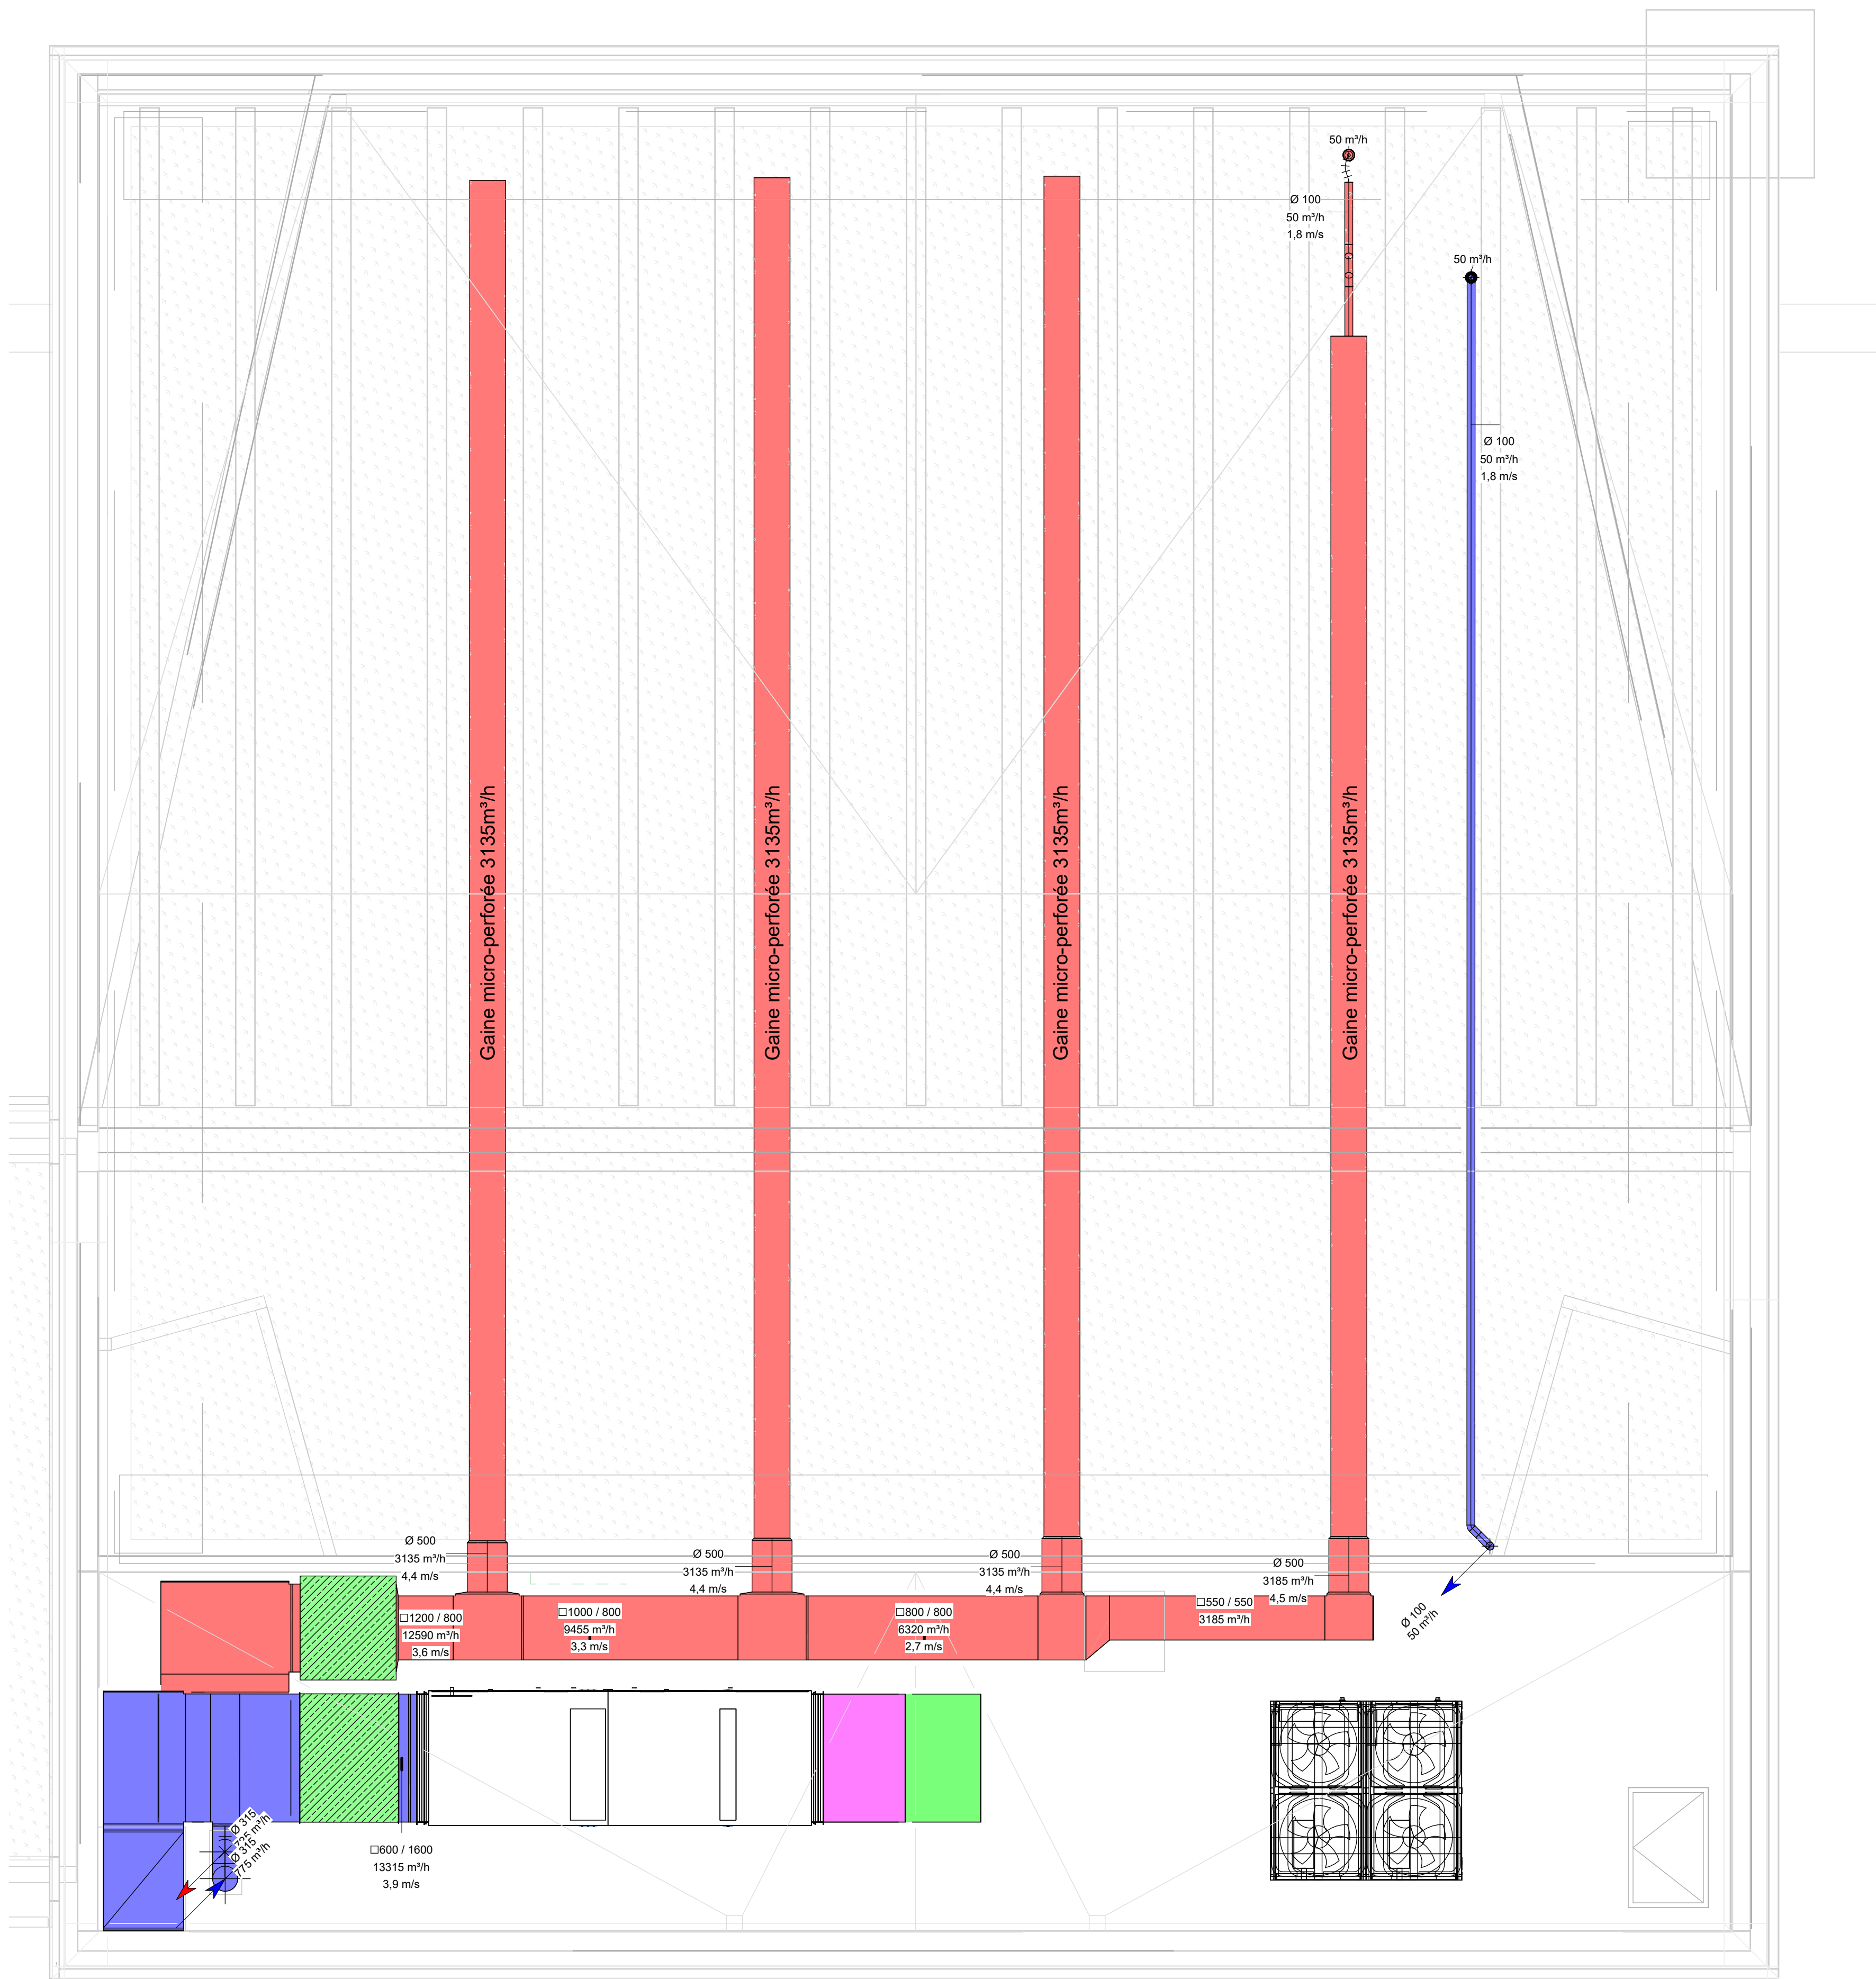 50 m³/h
Ø 100
50 m³/h
1,8 m/s
50 m³/h
Ø 100
50 m³/h
1,8 m/s
Gaine micro-perforée 3135m³/h
Gaine micro-perforée 3135m³/h
Gaine micro-perforée 3135m³/h
Gaine micro-perforée 3135m³/h
Ø 500
3135 m³/h
4,4 m/s
Ø 500
3135 m³/h
4,4 m/s
Ø 500
3135 m³/h
4,4 m/s
Ø 500
3185 m³/h
4,5 m/s
□1200 / 800
12590 m³/h
3,6 m/s
□1000 / 800
9455 m³/h
3,3 m/s
□800 / 800
6320 m³/h
2,7 m/s
□550 / 550
3185 m³/h
Ø 100
50 m³/h
Ø 315
725 m³/h
Ø 315
775 m³/h
□600 / 1600
13315 m³/h
3,9 m/s